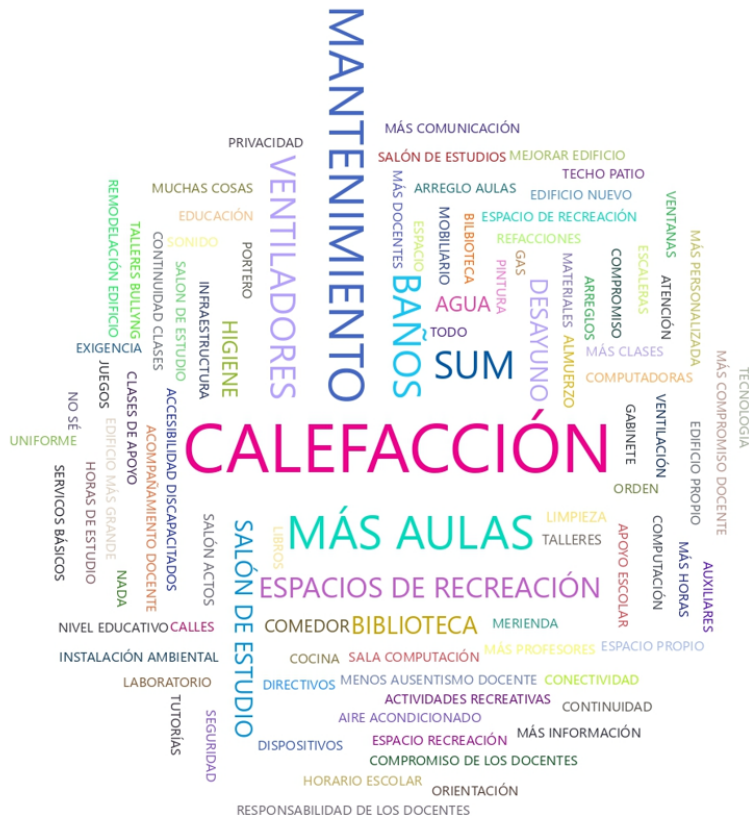 MANTENIMIENTO
MÁS COMUNICACIÓN
PRIVACIDAD
SALÓN DE ESTUDIOS
MEJORAR EDIFICIO
VENTILADORES
TECHO PATIO
MUCHAS COSAS
MÁS DOCENTES
ARREGLO AULAS
EDIFICIO NUEVO
REMODELACIÓN EDIFICIO
EDUCACIÓN
ESPACIO
MOBILIARIO
BILBIOTECA
ESPACIO DE RECREACIÓN
VENTANAS
TALLERES BULLYNG
CONTINUIDAD CLASES
SONIDO
PORTERO
REFACCIONES
ESCALERAS
MÁS PERSONALIZADA
SALON DE ESTUDIO
INFRAESTRUCTURA
BAÑOS
PINTURA
GAS
DESAYUNO
MATERIALES
ARREGLOS
COMPROMISO
ATENCIÓN
HIGIENE
AGUA
TODO
ALMUERZO
EXIGENCIA
SUM
MÁS CLASES
JUEGOS
CLASES DE APOYO
COMPUTADORAS
MÁS COMPROMISO DOCENTE
TECNOLOGÍA
NO SÉ
ACCESIBILIDAD DISCAPACITADOS
UNIFORME
EDIFICIO MÁS GRANDE
ACOMPAÑAMIENTO DOCENTE
CALEFACCIÓN
GABINETE
VENTILACIÓN
EDIFICIO PROPIO
SERVICOS BÁSICOS
HORAS DE ESTUDIO
ORDEN
SALÓN ACTOS
SALÓN DE ESTUDIO
LIBROS
MÁS AULAS
LIMPIEZA
TALLERES
APOYO ESCOLAR
COMPUTACIÓN
MÁS HORAS
AUXILIARES
NADA
ESPACIOS DE RECREACIÓN
NIVEL EDUCATIVO
CALLES
COMEDOR
BIBLIOTECA
MERIENDA
INSTALACIÓN AMBIENTAL
COCINA
SALA COMPUTACIÓN
MÁS PROFESORES
ESPACIO PROPIO
LABORATORIO
DIRECTIVOS
MENOS AUSENTISMO DOCENTE
CONECTIVIDAD
TUTORÍAS
SEGURIDAD
ACTIVIDADES RECREATIVAS
CONTINUIDAD
AIRE ACONDICIONADO
DISPOSITIVOS
ESPACIO RECREACIÓN
MÁS INFORMACIÓN
COMPROMISO DE LOS DOCENTES
HORARIO ESCOLAR
ORIENTACIÓN
RESPONSABILIDAD DE LOS DOCENTES